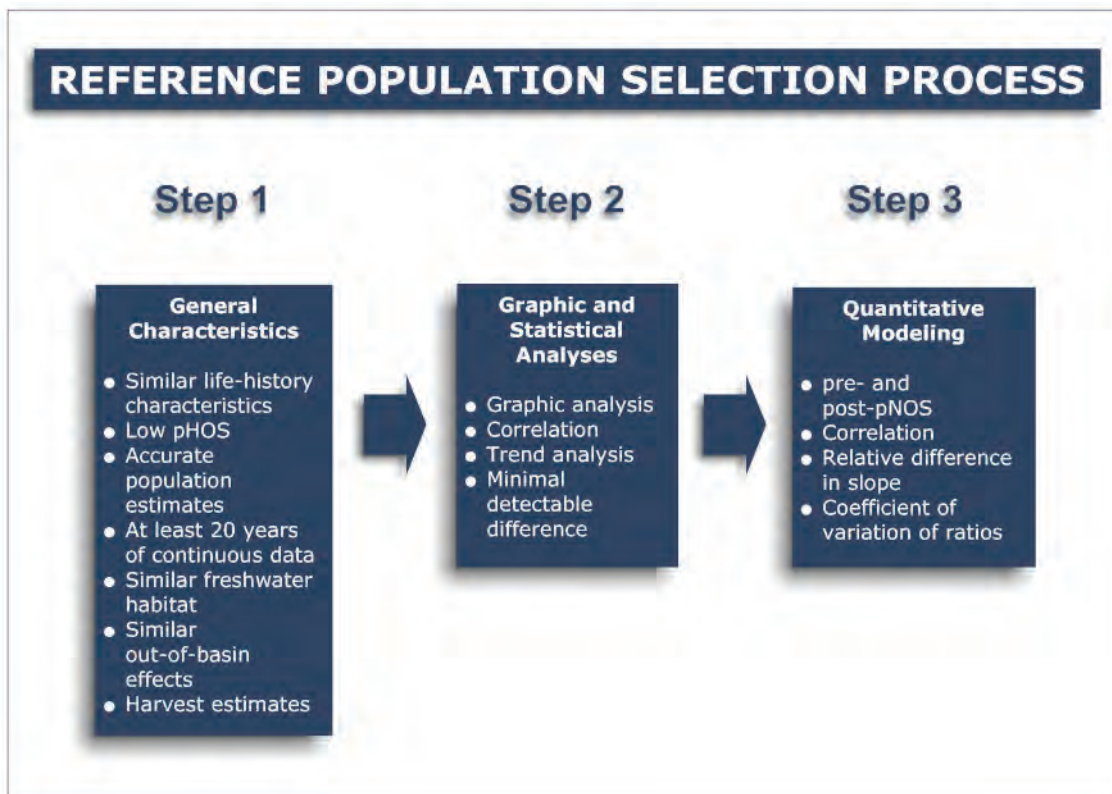 REFERENCE POPULATION SELECTION PROCESS
Step 1
General
Characteristics
● Similar life-history
characteristics
● Low pHOS
● Accurate
population
estimates
● At least 20 years
of continuous data
● Similar freshwater
habitat
● Similar
out-of-basin
effects
● Harvest estimates
Step 2
Graphic and
Statistical
Analyses
● Graphic analysis
● Correlation
● Trend analysis
● Minimal
detectable
difference
Step 3
Quantitative
Modeling
● pre- and
post-pNOS
● Correlation
● Relative difference
in slope
● Coefficient of
variation of ratios